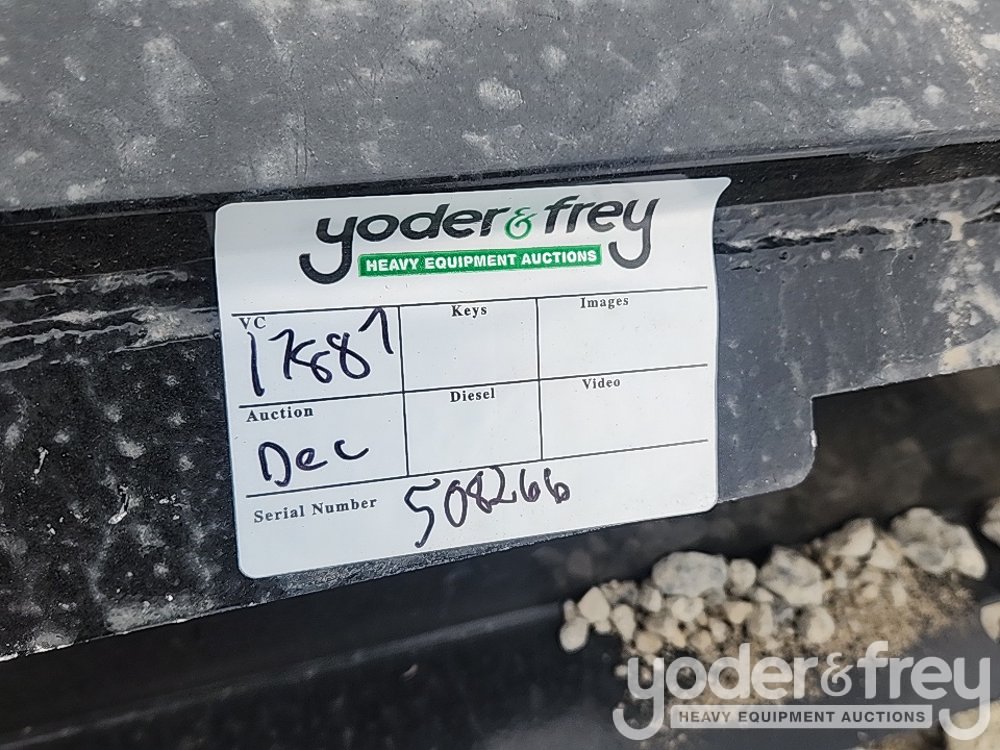 yoder & frey
HEAVY EQUIPMENT AUCTIONS
VC Keys Images
17887
Auction Diesel Video
Dec
Serial Number 508266
yoder & frey
HEAVY EQUIPMENT AUCTIONS